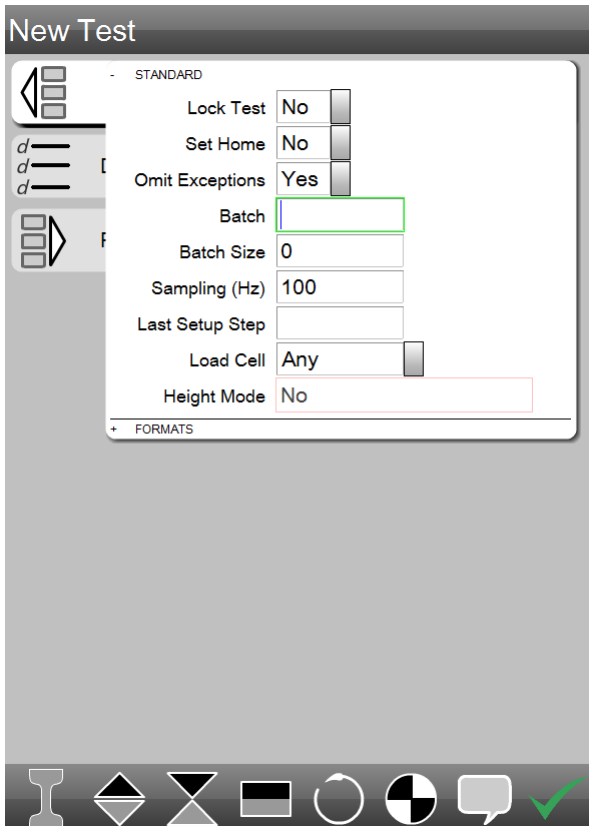 New Test
- STANDARD
Lock Test No
Set Home No
Omit Exceptions Yes
Batch
Batch Size 0
Sampling (Hz) 100
Last Setup Step
Load Cell Any
Height Mode No
+ FORMATS
d
d
d